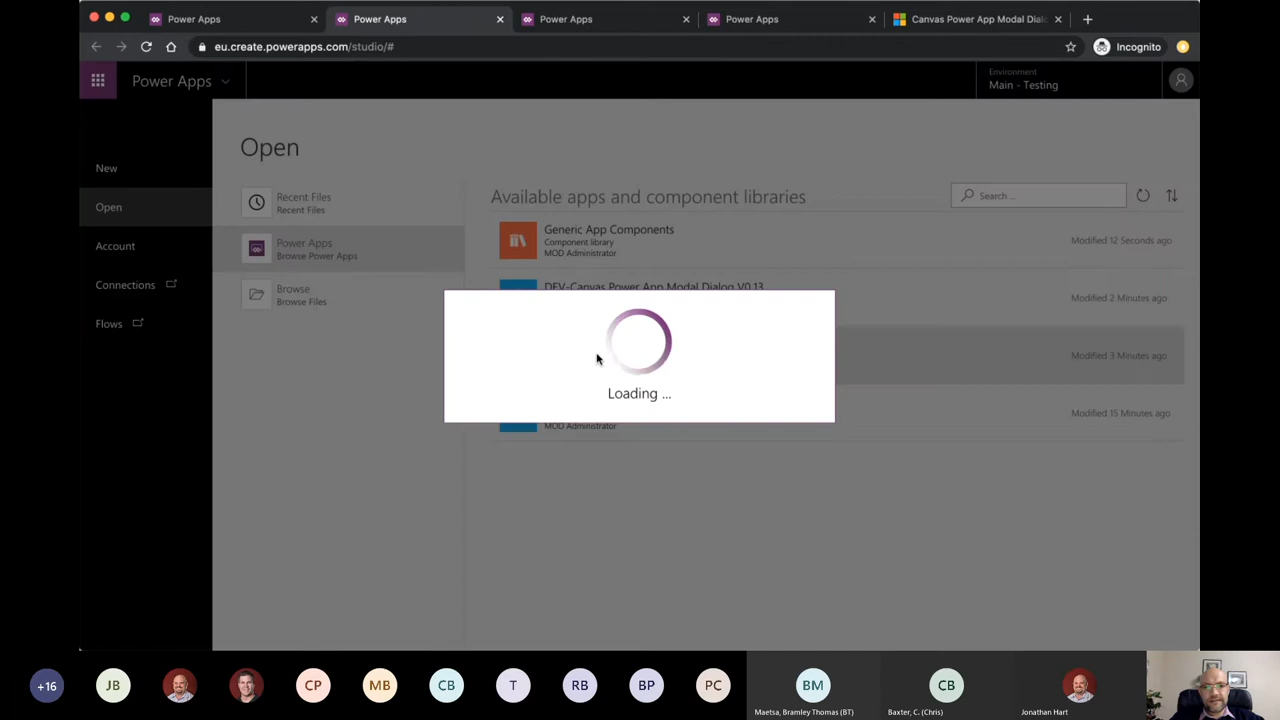 Power Apps
Power Apps
Power Apps
Power Apps
Canvas Power App Modal Dial
eu.create.powerapps.com/studio/#
Incognito
Power Apps
Environment
Main - Testing
New
Open
Account
Connections
Flows
Open
Recent Files
Recent Files
Power Apps
Browse Power Apps
Browse
Browse Files
Available apps and component libraries
Search ...
Generic App Components
Component library
MOD Administrator
Modified 12 Seconds ago
DEV-Canvas Power App Modal Dialog V0.13
Modified 2 Minutes ago
Modified 3 Minutes ago
MOD Administrator
Modified 15 Minutes ago
Loading ...
+16
JB
CP
MB
CB
T
RB
BP
PC
BM
Maetsa, Bramley Thomas (BT)
CB
Baxter, C. (Chris)
Jonathan Hart